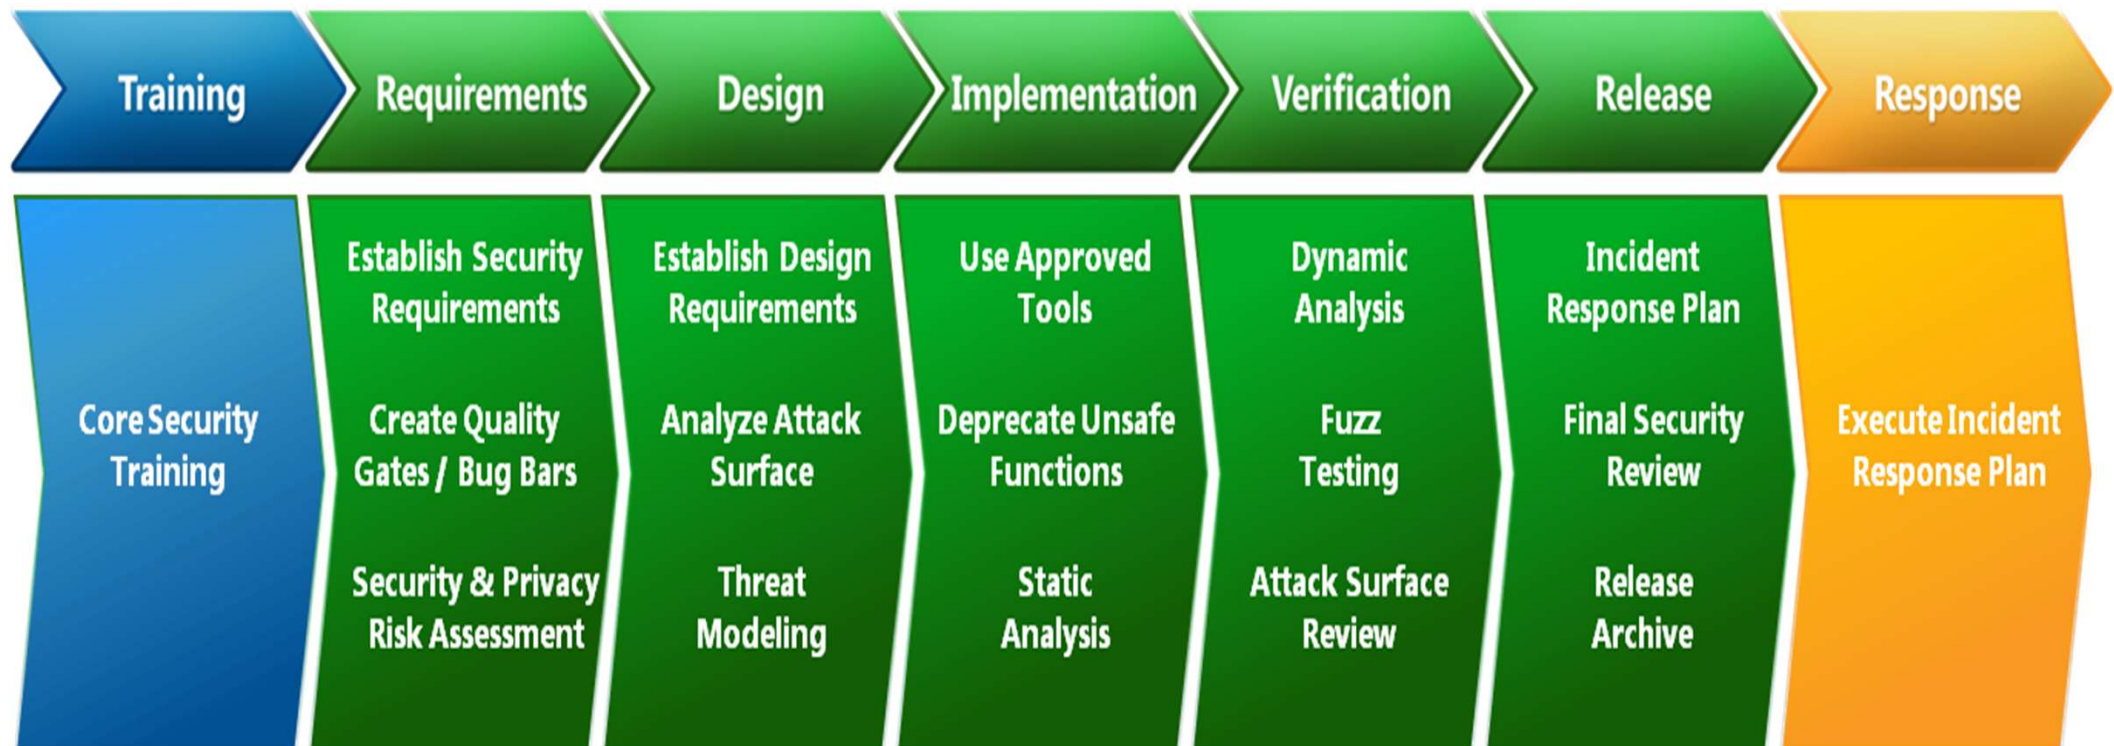 Training
Requirements
Design
Implementation
Verification
Release
Response
Core Security
Training
Establish Security
Requirements
Create Quality
Gates / Bug Bars
Security & Privacy
Risk Assessment
Establish Design
Requirements
Analyze Attack
Surface
Threat
Modeling
Use Approved
Tools
Deprecate Unsafe
Functions
Static
Analysis
Dynamic
Analysis
Fuzz
Testing
Attack Surface
Review
Incident
Response Plan
Final Security
Review
Release
Archive
Execute Incident
Response Plan